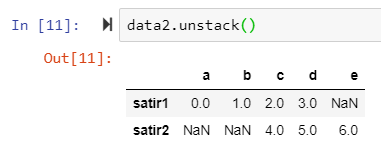 In [11]: data2.unstack()
Out[11]:
a b c d e
satir1 0.0 1.0 2.0 3.0 NaN
satir2 NaN NaN 4.0 5.0 6.0